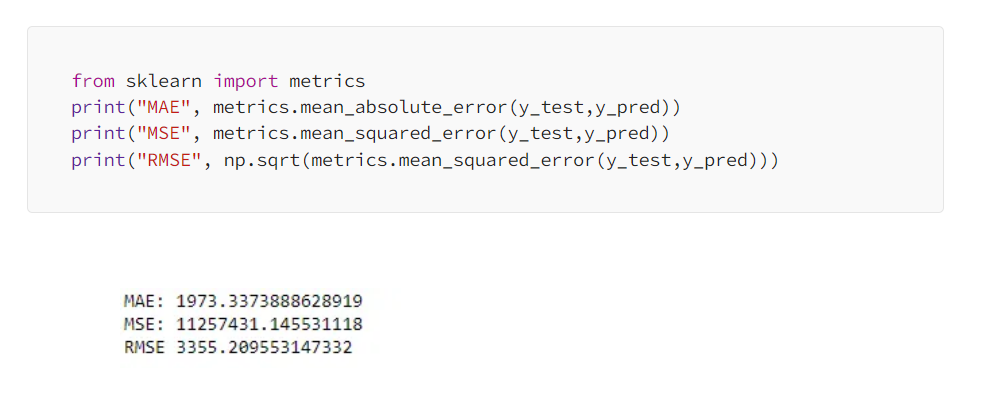 from sklearn import metrics
print("MAE", metrics.mean_absolute_error(y_test,y_pred))
print("MSE", metrics.mean_squared_error(y_test,y_pred))
print("RMSE", np.sqrt(metrics.mean_squared_error(y_test,y_pred)))
MAE: 1973.3373888628919
MSE: 11257431.145531118
RMSE 3355.209553147332